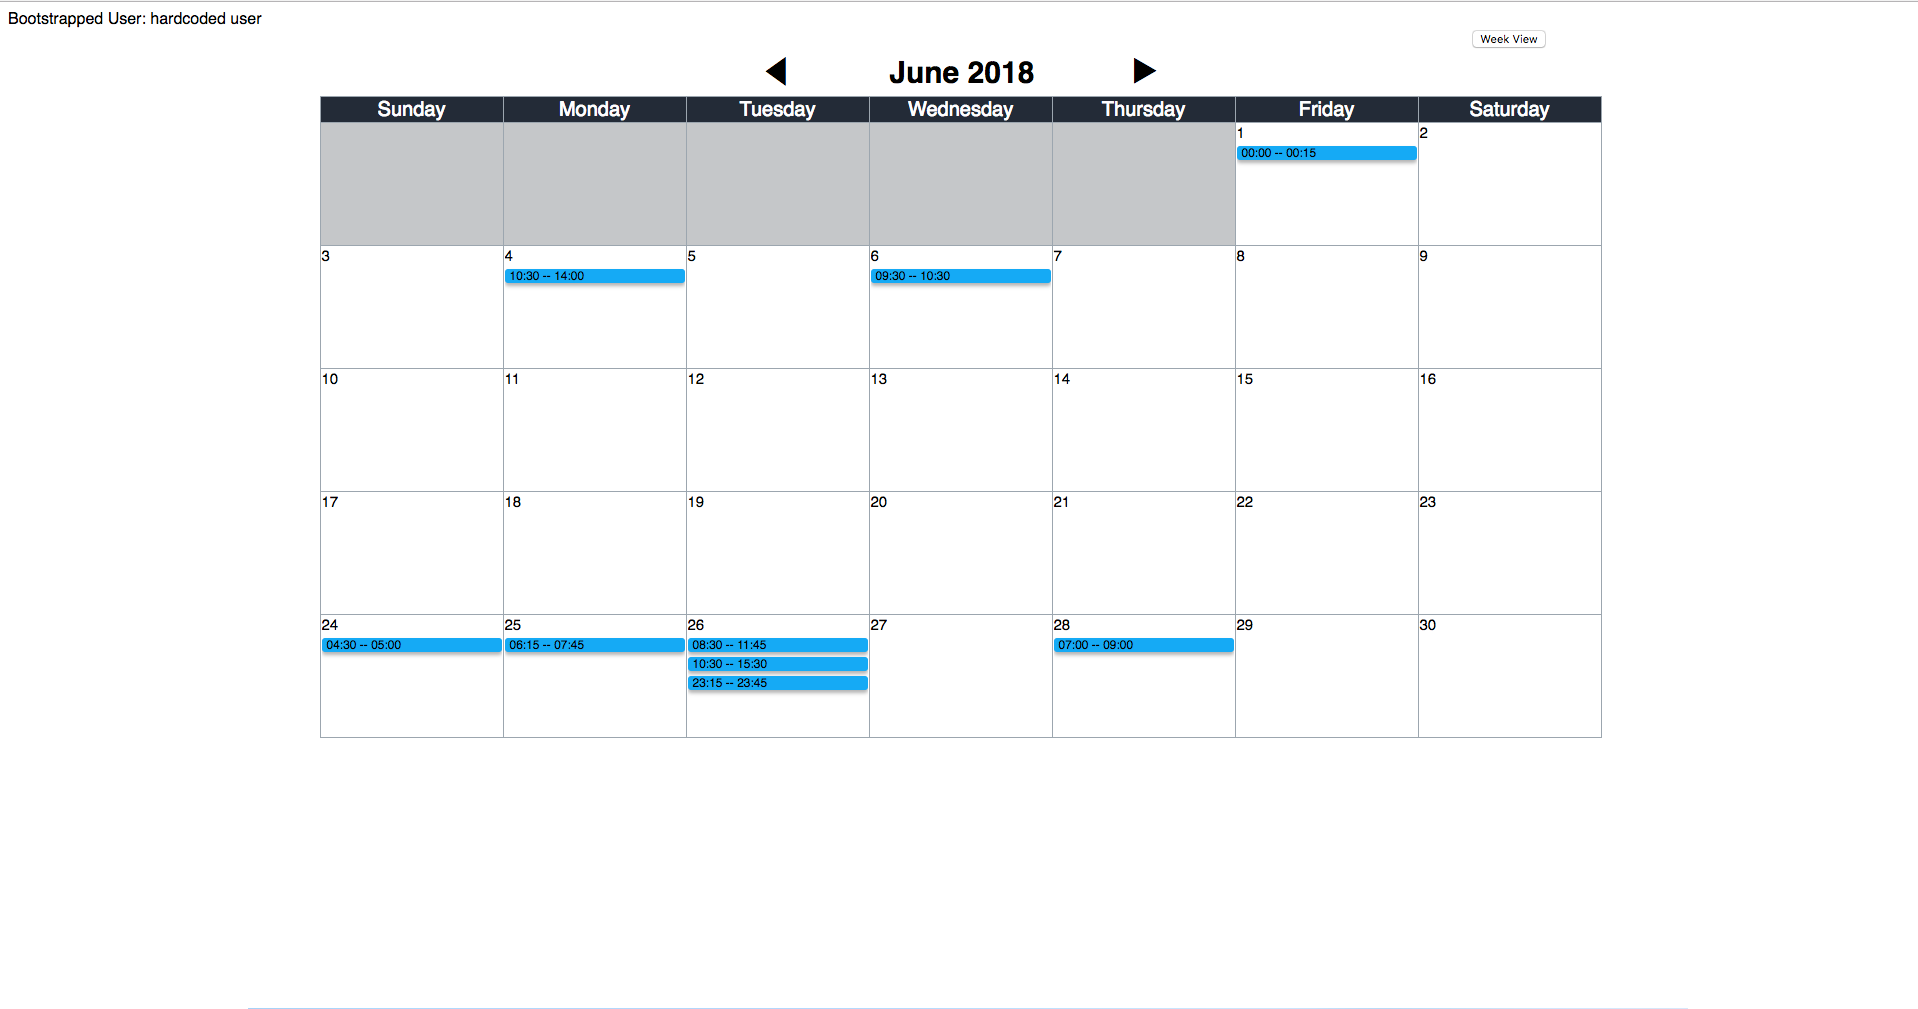 Bootstrapped User: hardcoded user
Week View
June 2018
Sunday Monday Tuesday Wednesday Thursday Friday Saturday
1 2
00:00 -- 00:15
3 4 5 6 7 8 9
10:30 -- 14:00 09:30 -- 10:30
10 11 12 13 14 15 16
17 18 19 20 21 22 23
24 25 26 27 28 29 30
04:30 -- 05:00 06:15 -- 07:45 08:30 -- 11:45 07:00 -- 09:00
10:30 -- 15:30
23:15 -- 23:45